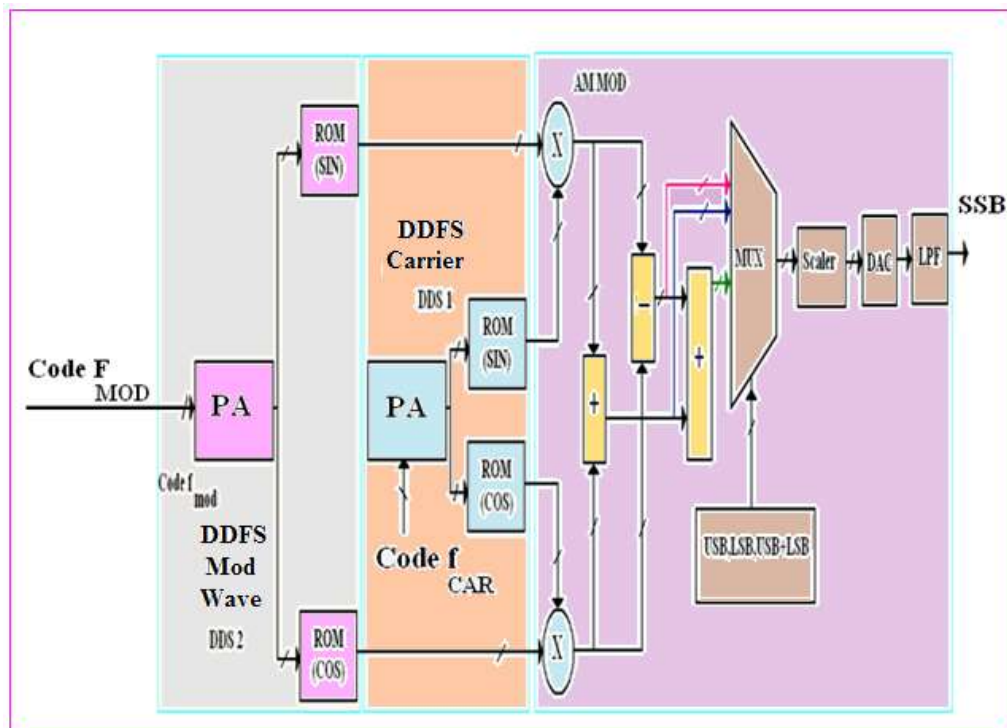 AM MOD
ROM
(SIN)
X
SSB
DDFS
Carrier
DDS 1
MUX
Scaler
DAC
LPF
ROM
(SIN)
−
+
Code F
MOD
PA
PA
+
ROM
(COS)
Code f
mod
DDFS
Mod
Wave
DDS 2
Code f
CAR
USB,LSB,USB+LSB
ROM
(COS)
X